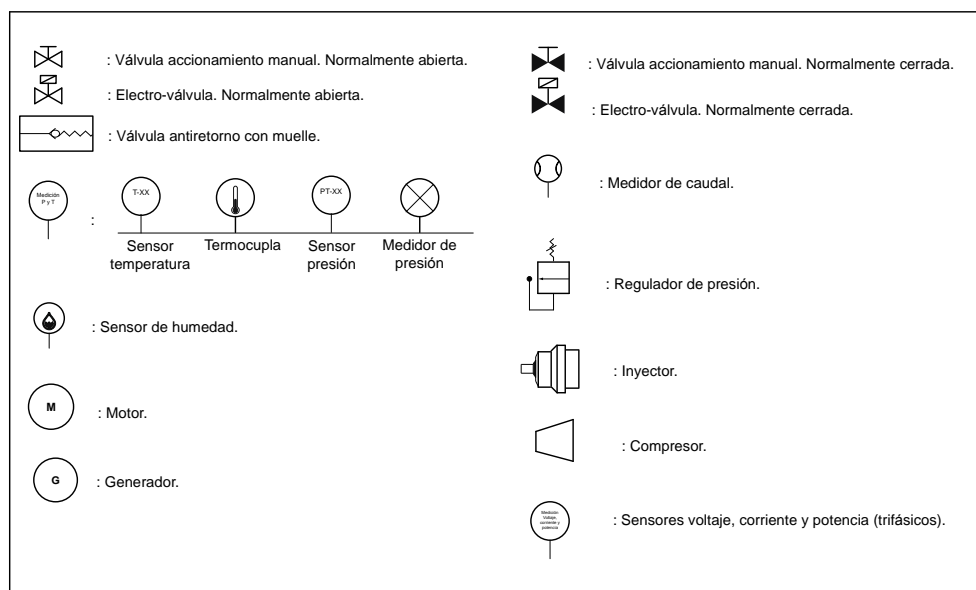 : Válvula accionamiento manual. Normalmente abierta.
: Electro-válvula. Normalmente abierta.
: Válvula antiretorno con muelle.
Medición
P y T
:
T-XX
PT-XX
Sensor
temperatura
Termocupla
Sensor
presión
Medidor de
presión
: Sensor de humedad.
M
: Motor.
G
: Generador.
: Válvula accionamiento manual. Normalmente cerrada.
: Electro-válvula. Normalmente cerrada.
: Medidor de caudal.
: Regulador de presión.
: Inyector.
: Compresor.
Medición
Voltaje,
corriente y
potencia
: Sensores voltaje, corriente y potencia (trifásicos).